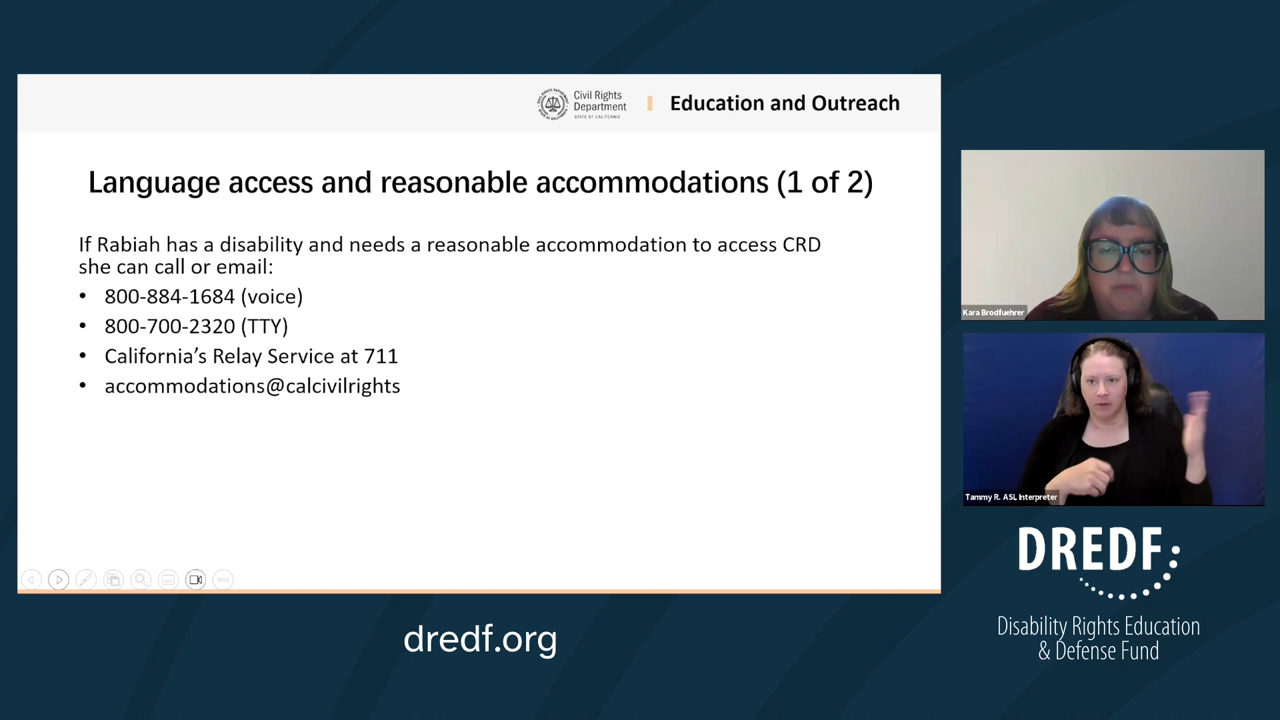 Civil Rights
Department
STATE OF CALIFORNIA
Education and Outreach
Language access and reasonable accommodations (1 of 2)
If Rabiah has a disability and needs a reasonable accommodation to access CRD
she can call or email:
• 800-884-1684 (voice)
• 800-700-2320 (TTY)
• California’s Relay Service at 711
• accommodations@calcivilrights
Kara Brodfuehrer
Tammy R. ASL Interpreter
DREDF
Disability Rights Education
& Defense Fund
dredf.org